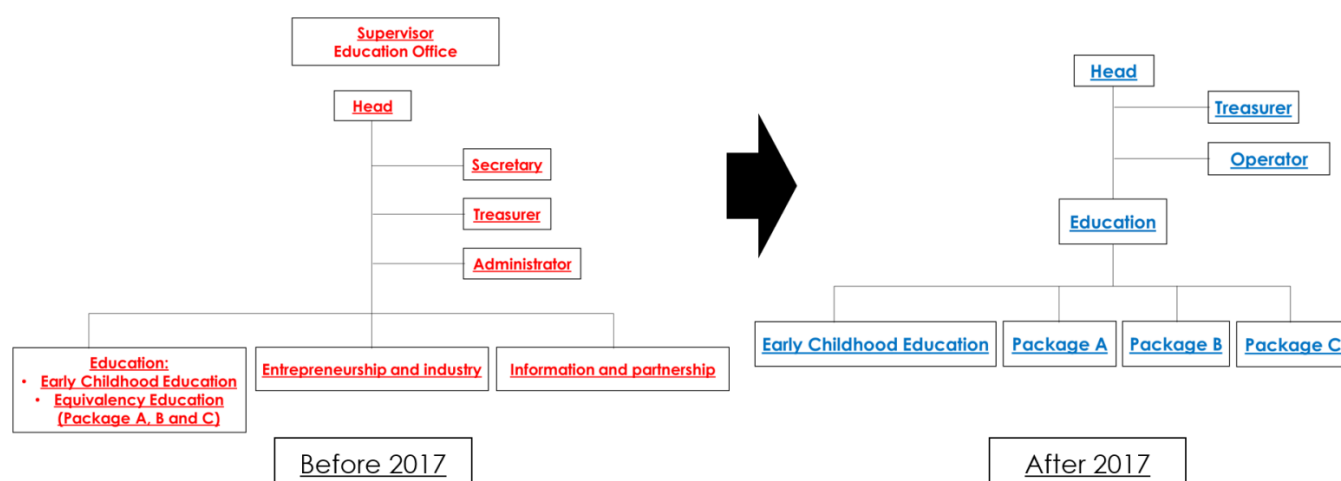 Supervisor
Education Office
Head
Secretary
Treasurer
Administrator
Education:
• Early Childhood Education
• Equivalency Education
(Package A, B and C)
Entrepreneurship and industry
Information and partnership
Before 2017
Head
Treasurer
Operator
Education
Early Childhood Education
Package A
Package B
Package C
After 2017